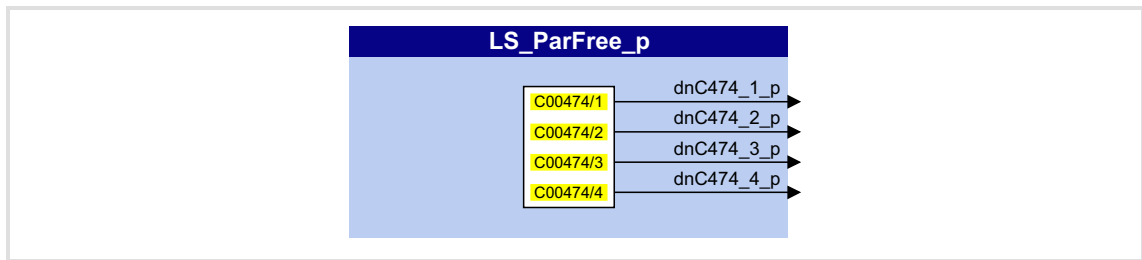 LS_ParFree_p
C00474/1 dnC474_1_p
C00474/2 dnC474_2_p
C00474/3 dnC474_3_p
C00474/4 dnC474_4_p